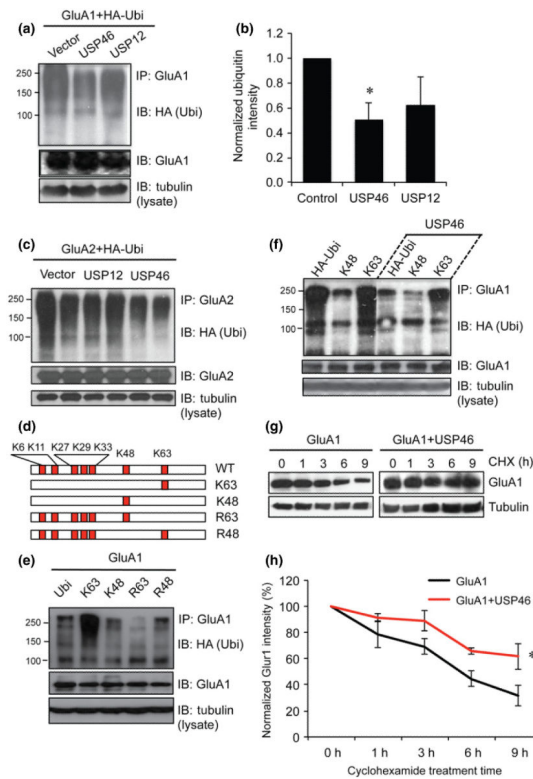 (a)
GluA1+HA-Ubi
Vector USP46 USP12
250
150
100
IP: GluA1
IB: HA (Ubi)
IB: GluA1
IB: tubulin
(lysate)
(b)
Normalized ubiquitin
intensity
1.2
1.0
0.8
0.6
0.4
0.2
0
*
Control USP46 USP12
(c)
GluA2+HA-Ubi
Vector USP12 USP46
250
150
100
IP: GluA2
IB: HA (Ubi)
IB: GluA2
IB: tubulin
(lysate)
(d)
K6 K11 K27 K29 K33 K48 K63
WT
K63
K48
R63
R48
(e)
GluA1
Ubi K63 K48 R63 R48
250
150
100
IP: GluA1
IB: HA (Ubi)
IB: GluA1
IB: tubulin
(lysate)
(f)
USP46
HA-Ubi K48 K63 HA-Ubi K48 K63
250
150
100
IP: GluA1
IB: HA (Ubi)
IB: GluA1
IB: tubulin
(lysate)
(g)
GluA1 GluA1+USP46
0 1 3 6 9 0 1 3 6 9 CHX (h)
GluA1
Tubulin
(h)
Normalized Glur1 intensity (%)
120
100
80
60
40
20
0
GluA1
GluA1+USP46
*
0 h 1 h 3 h 6 h 9 h
Cyclohexamide treatment time